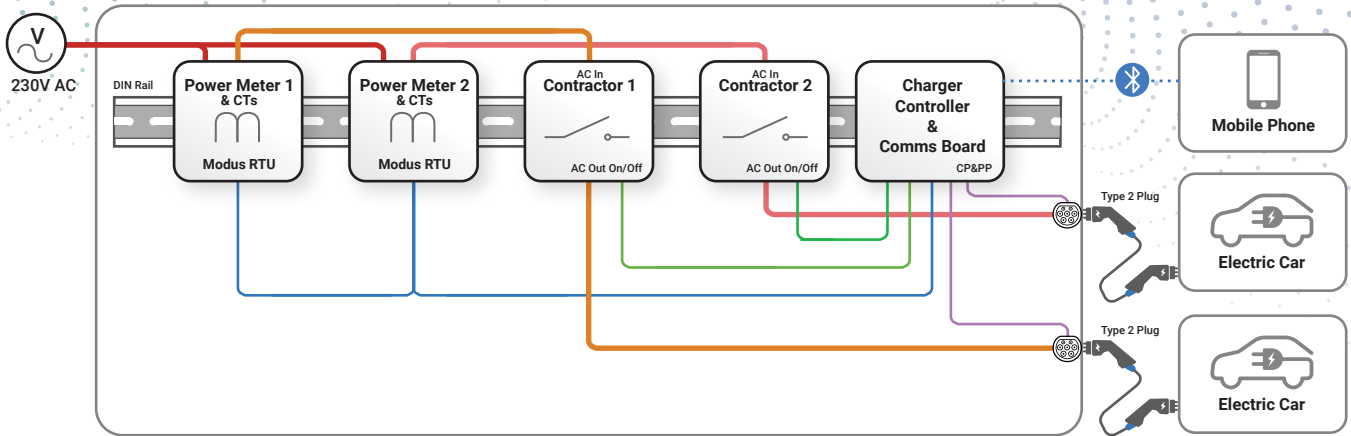 V
230V AC
DIN Rail
Power Meter 1
& CTs
Modus RTU
Power Meter 2
& CTs
Modus RTU
AC In
Contractor 1
AC Out On/Off
AC In
Contractor 2
AC Out On/Off
Charger
Controller
&
Comms Board
CP&PP
Mobile Phone
Type 2 Plug
Electric Car
Type 2 Plug
Electric Car